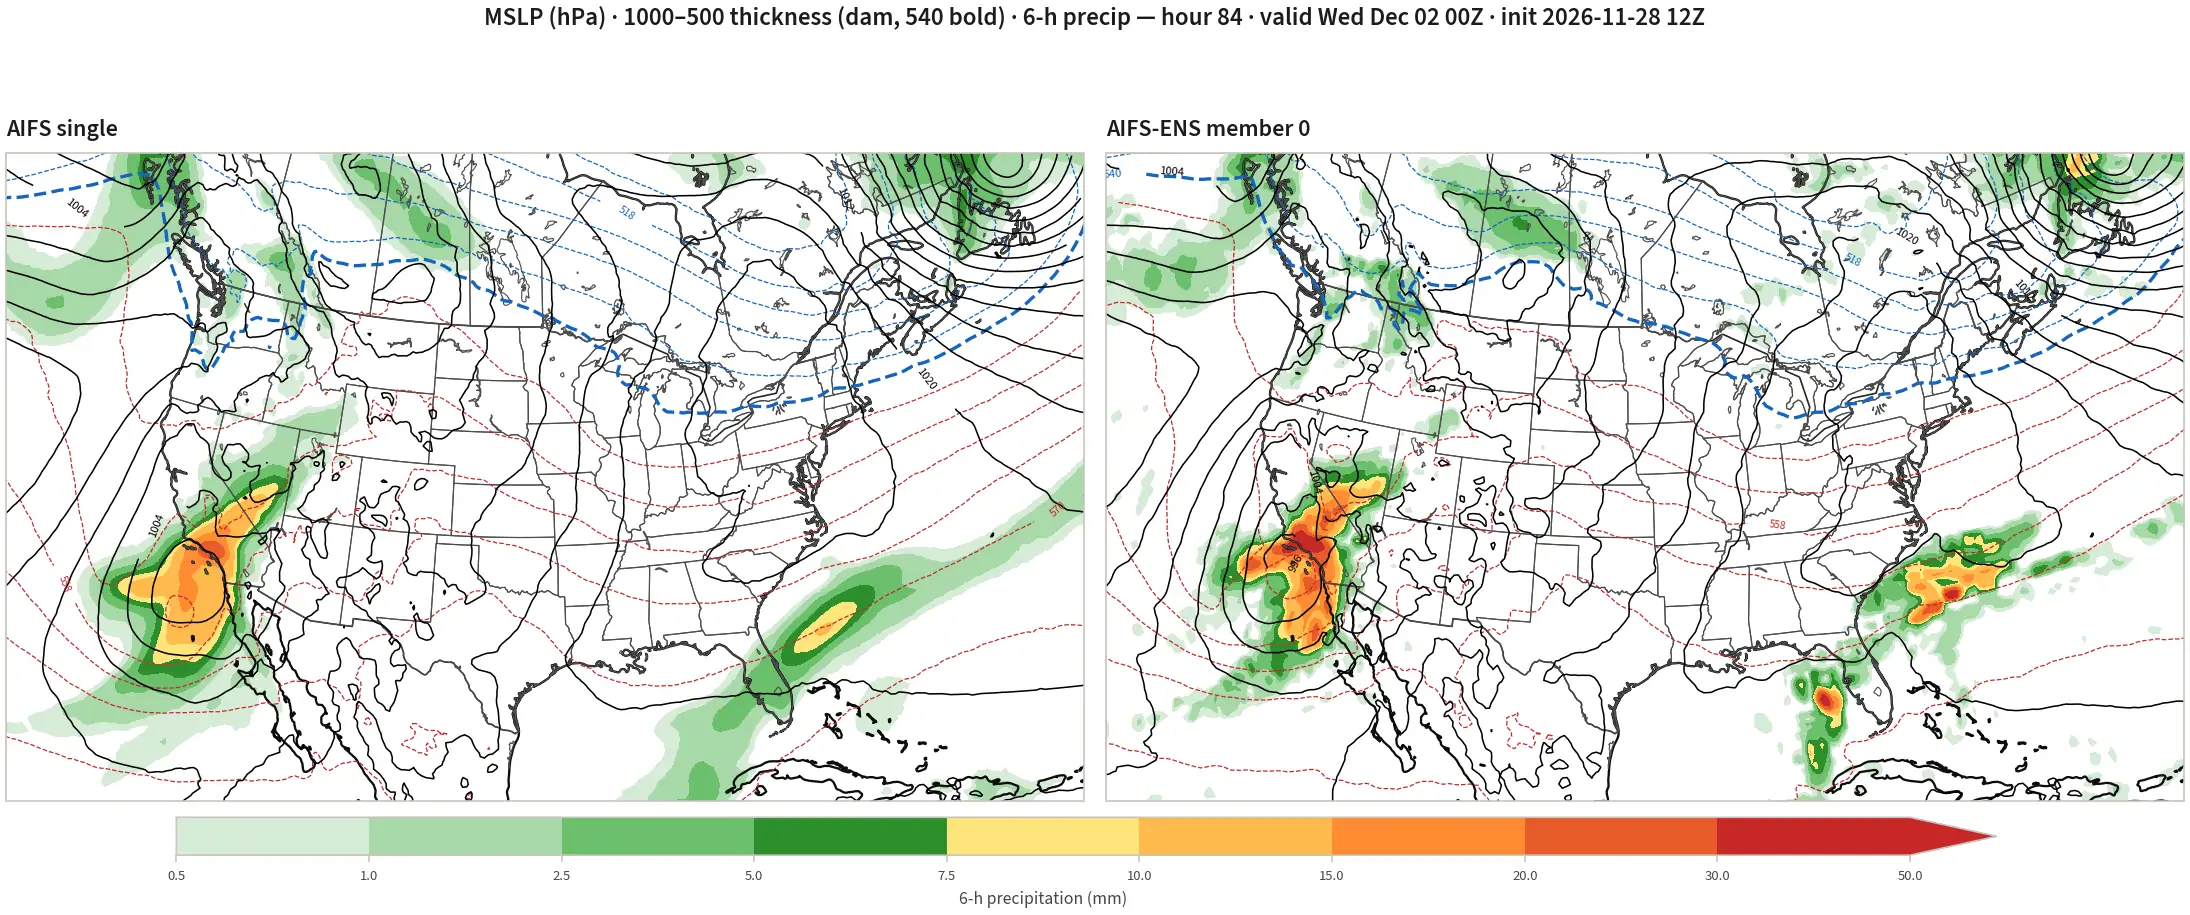 MSLP (hPa) · 1000–500 thickness (dam, 540 bold) · 6-h precip — hour 84 · valid Wed Dec 02 00Z · init 2026-11-28 12Z
AIFS single
AIFS-ENS member 0
1004
518
1020
1004
1004
1020
518
558
996
0.5 1.0 2.5 5.0 7.5 10.0 15.0 20.0 30.0 50.0
6-h precipitation (mm)